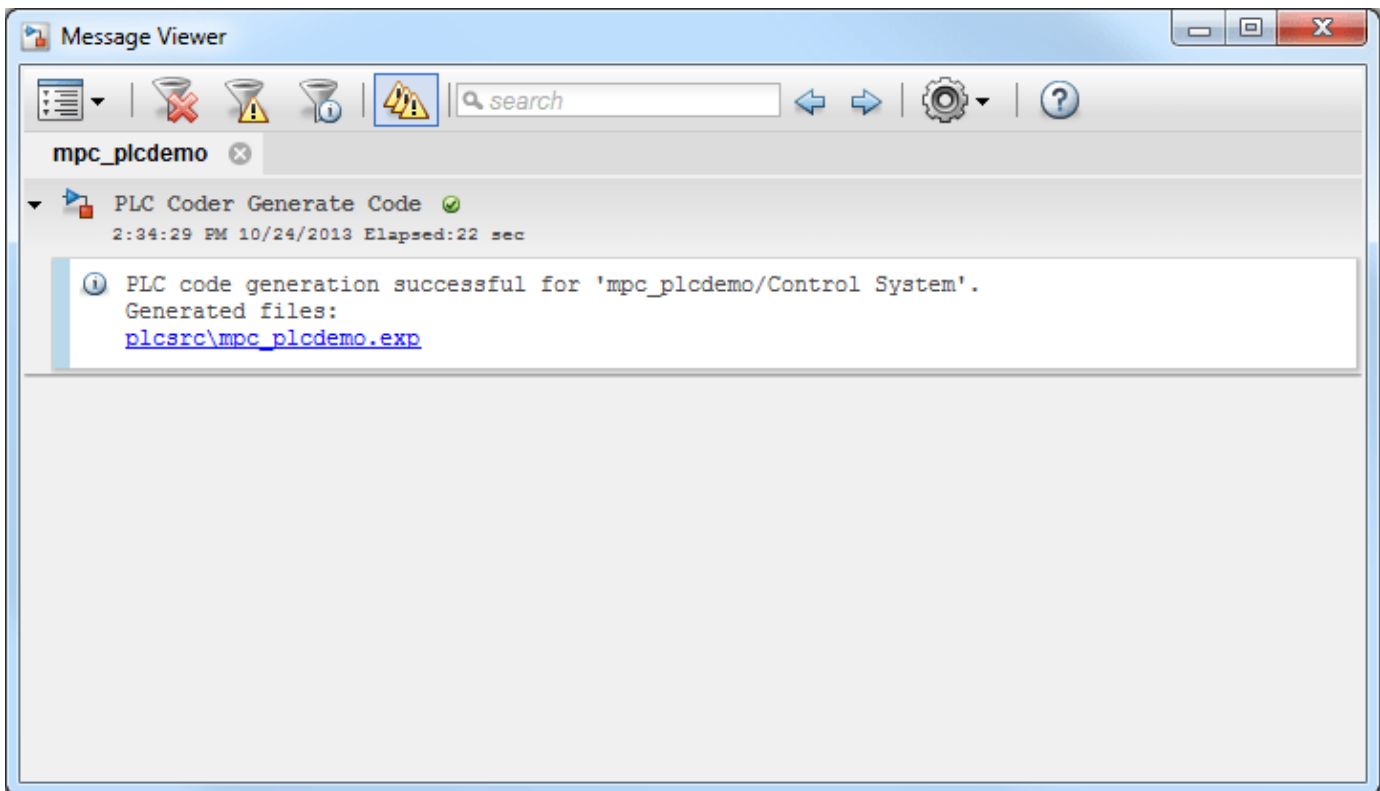 Message Viewer
search
mpc_plcdemo
PLC Coder Generate Code
2:34:29 PM 10/24/2013 Elapsed:22 sec
PLC code generation successful for 'mpc_plcdemo/Control System'.
Generated files:
plcsrc\mpc_plcdemo.exp